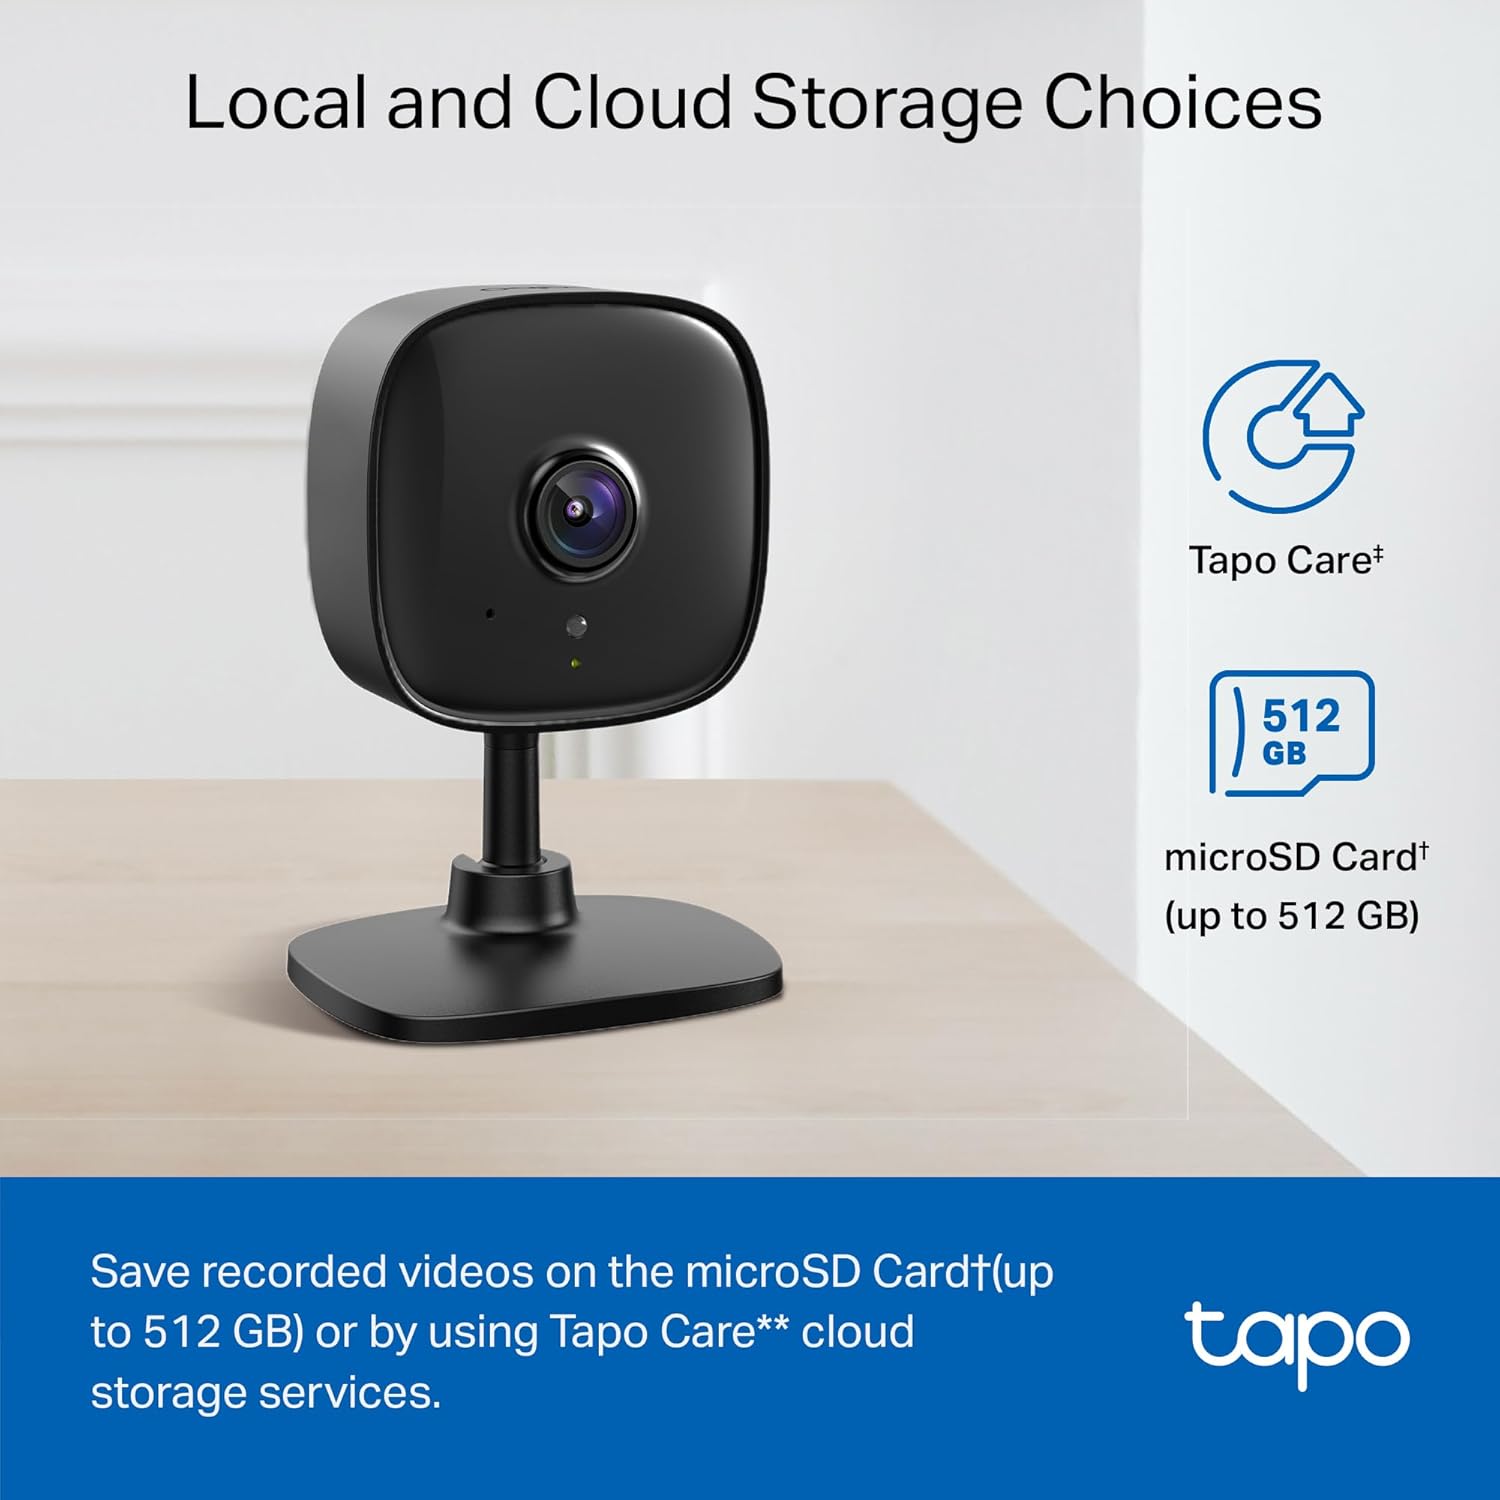 Local and Cloud Storage Choices
Tapo Care‡
512
GB
microSD Card†
(up to 512 GB)
Save recorded videos on the microSD Card†(up
to 512 GB) or by using Tapo Care** cloud
storage services.
tapo